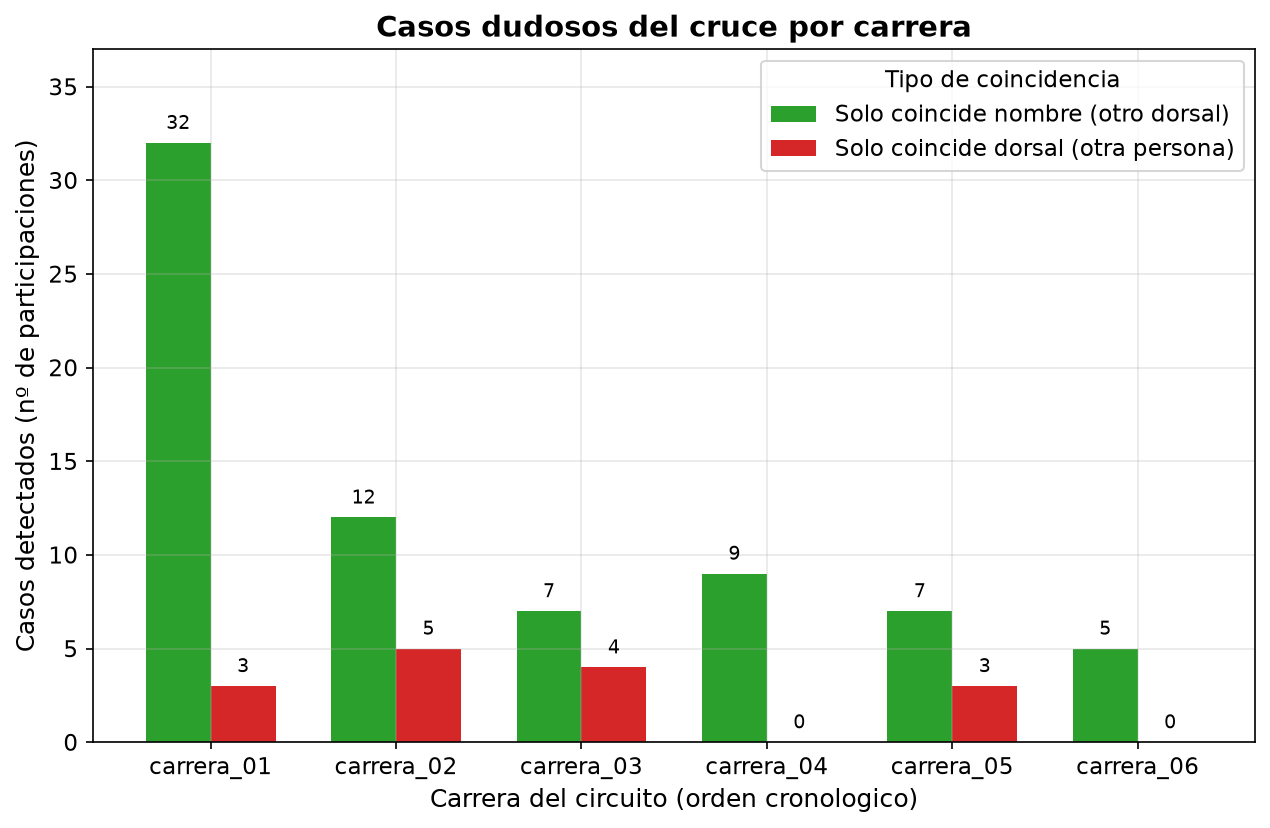 Casos dudosos del cruce por carrera
Tipo de coincidencia
Solo coincide nombre (otro dorsal)
Solo coincide dorsal (otra persona)
Casos detectados (nº de participaciones)
35
30
25
20
15
10
5
0
32
3
12
5
7
4
9
0
7
3
5
0
carrera_01
carrera_02
carrera_03
carrera_04
carrera_05
carrera_06
Carrera del circuito (orden cronologico)